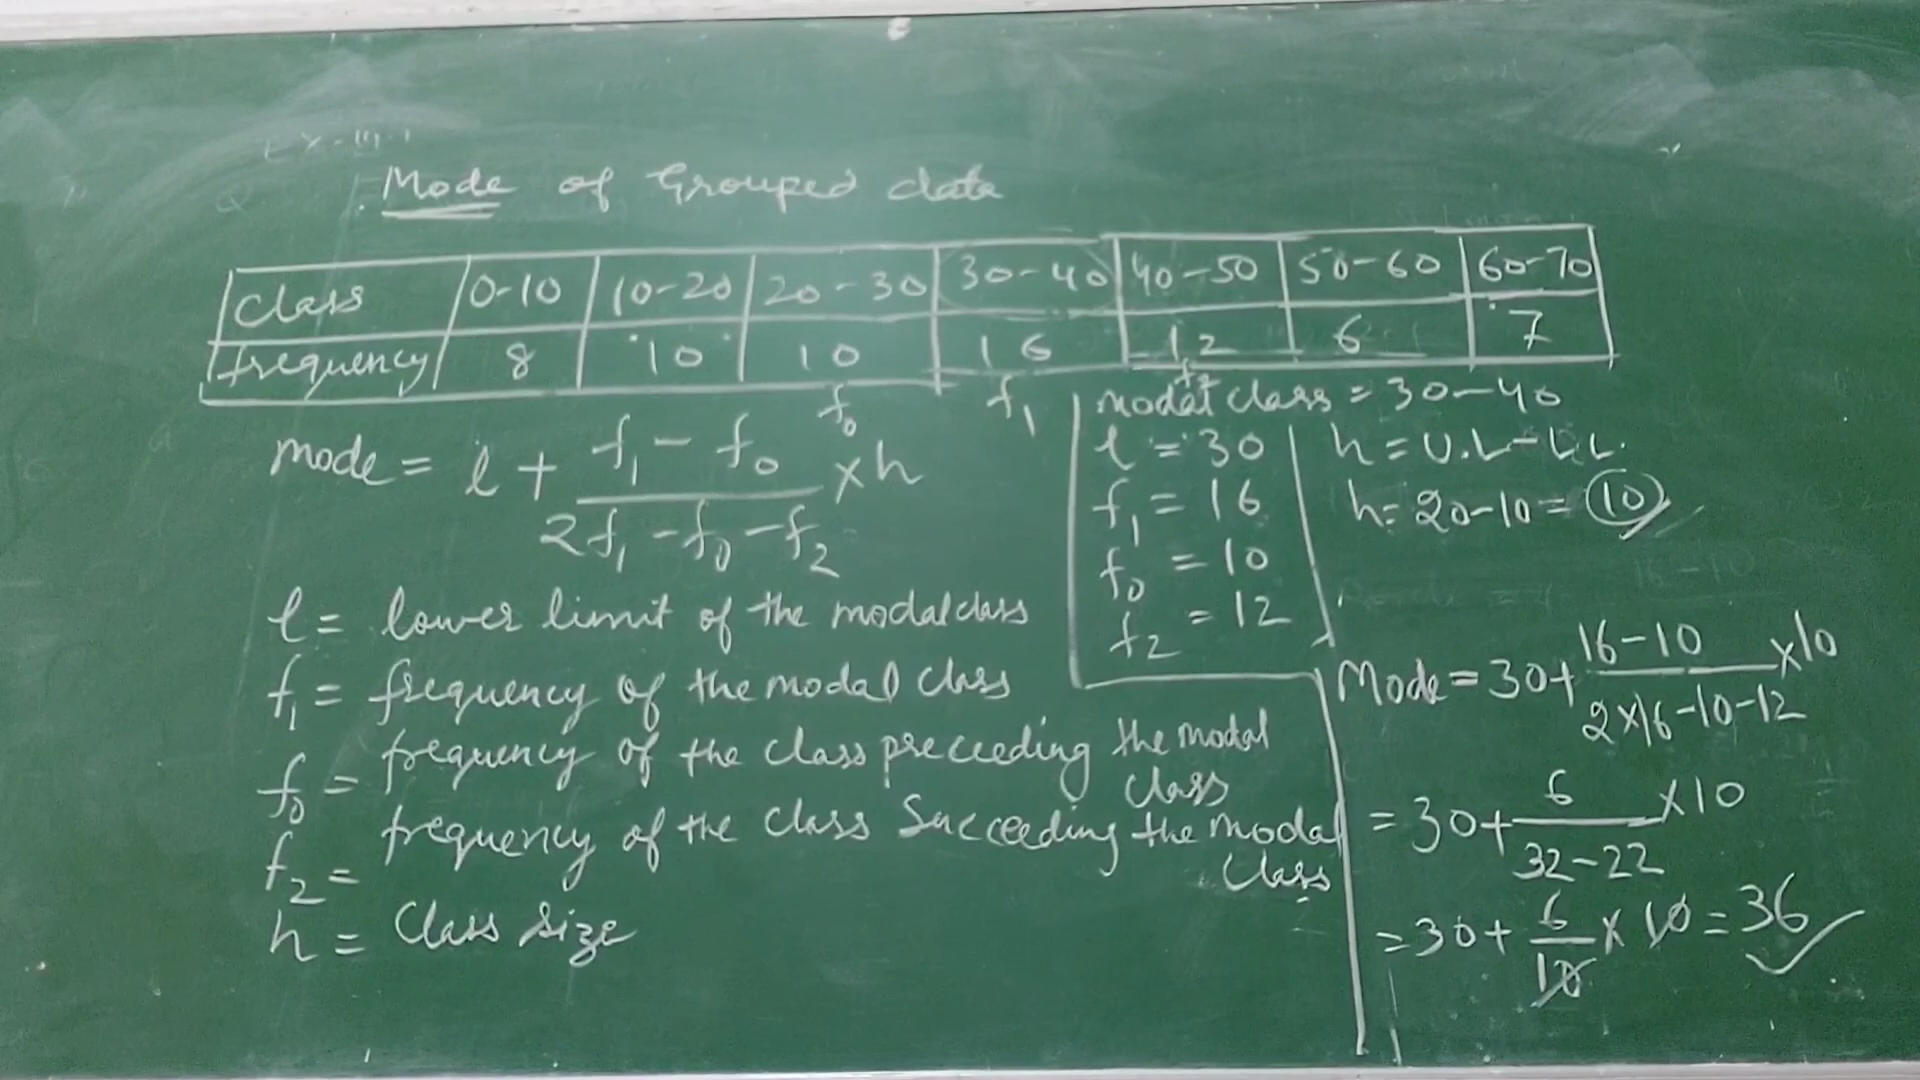 Mode of Grouped data
class 0-10 10-20 20-30 30-40 40-50 50-60 60-70
frequency 8 10 10 16 12 6 7
f₀ f₁ f₂
mode = l + (f₁ - f₀)/(2f₁ - f₀ - f₂) × h
l = lower limit of the modal class
f₁ = frequency of the modal class
f₀ = frequency of the class preceeding the modal
class
f₂ = frequency of the class Succeeding the modal
class
h = Class size
modal class = 30-40
l = 30
f₁ = 16
f₀ = 10
f₂ = 12
h = U.L - L.L.
h = 20-10 = 10
Mode = 30 + (16-10)/(2×16-10-12) × 10
= 30 + 6/(32-22) × 10
= 30 + 6/10 × 10 = 36